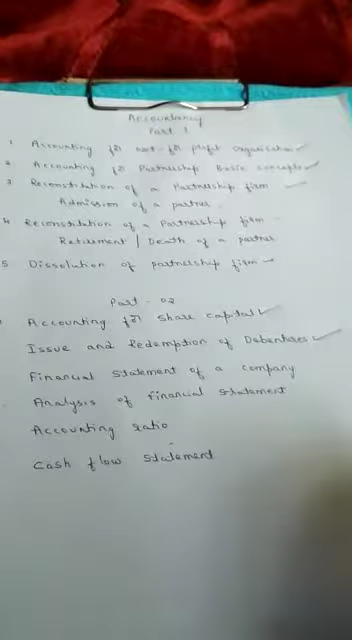 Accountancy
Part 1
1 Accounting for not-for profit organisation
2 Accounting for Partnership Basic concepts
3 Reconstitution of a Partnership firm
Admission of a partner.
4 Reconstitution of a Partnership firm
Retirement / Death of a partner
5 Dissolution of partnership firm
Part - 02
Accounting for share capital
Issue and Redemption of Debentures
Financial statement of a company
Analysis of financial statement
Accounting ratio
Cash flow statement